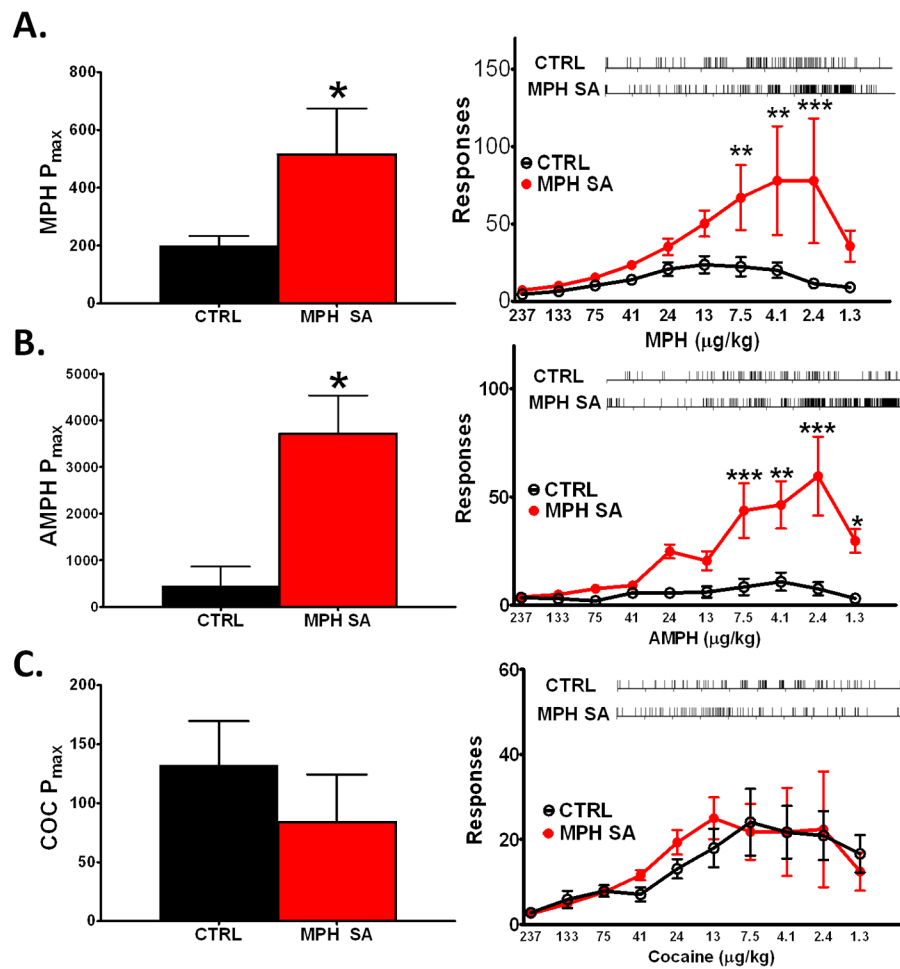 A.
MPH Pmax
800
600
400
200
0
*
CTRL
MPH SA
Responses
150
100
50
0
CTRL
MPH SA
** ** ***
CTRL
MPH SA
237 133 75 41 24 13 7.5 4.1 2.4 1.3
MPH (µg/kg)
B.
AMPH Pmax
5000
4000
3000
2000
1000
0
*
CTRL
MPH SA
Responses
100
50
0
CTRL
MPH SA
*** ** *** *
CTRL
MPH SA
237 133 75 41 24 13 7.5 4.1 2.4 1.3
AMPH (µg/kg)
C.
COC Pmax
200
150
100
50
0
CTRL
MPH SA
Responses
60
40
20
0
CTRL
MPH SA
CTRL
MPH SA
237 133 75 41 24 13 7.5 4.1 2.4 1.3
Cocaine (µg/kg)